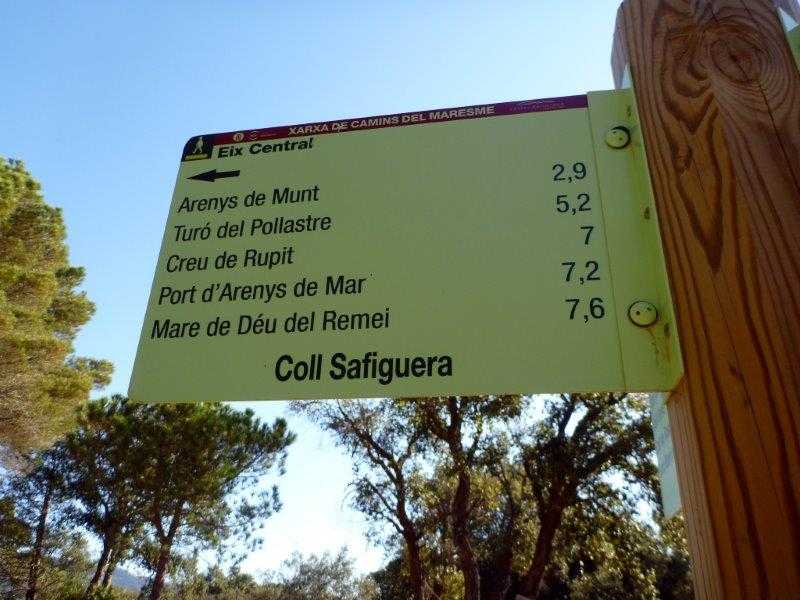 XARXA DE CAMINS DEL MARESME
Eix Central
Arenys de Munt 2,9
Turó del Pollastre 5,2
Creu de Rupit 7
Port d'Arenys de Mar 7,2
Mare de Déu del Remei 7,6
Coll Safiguera